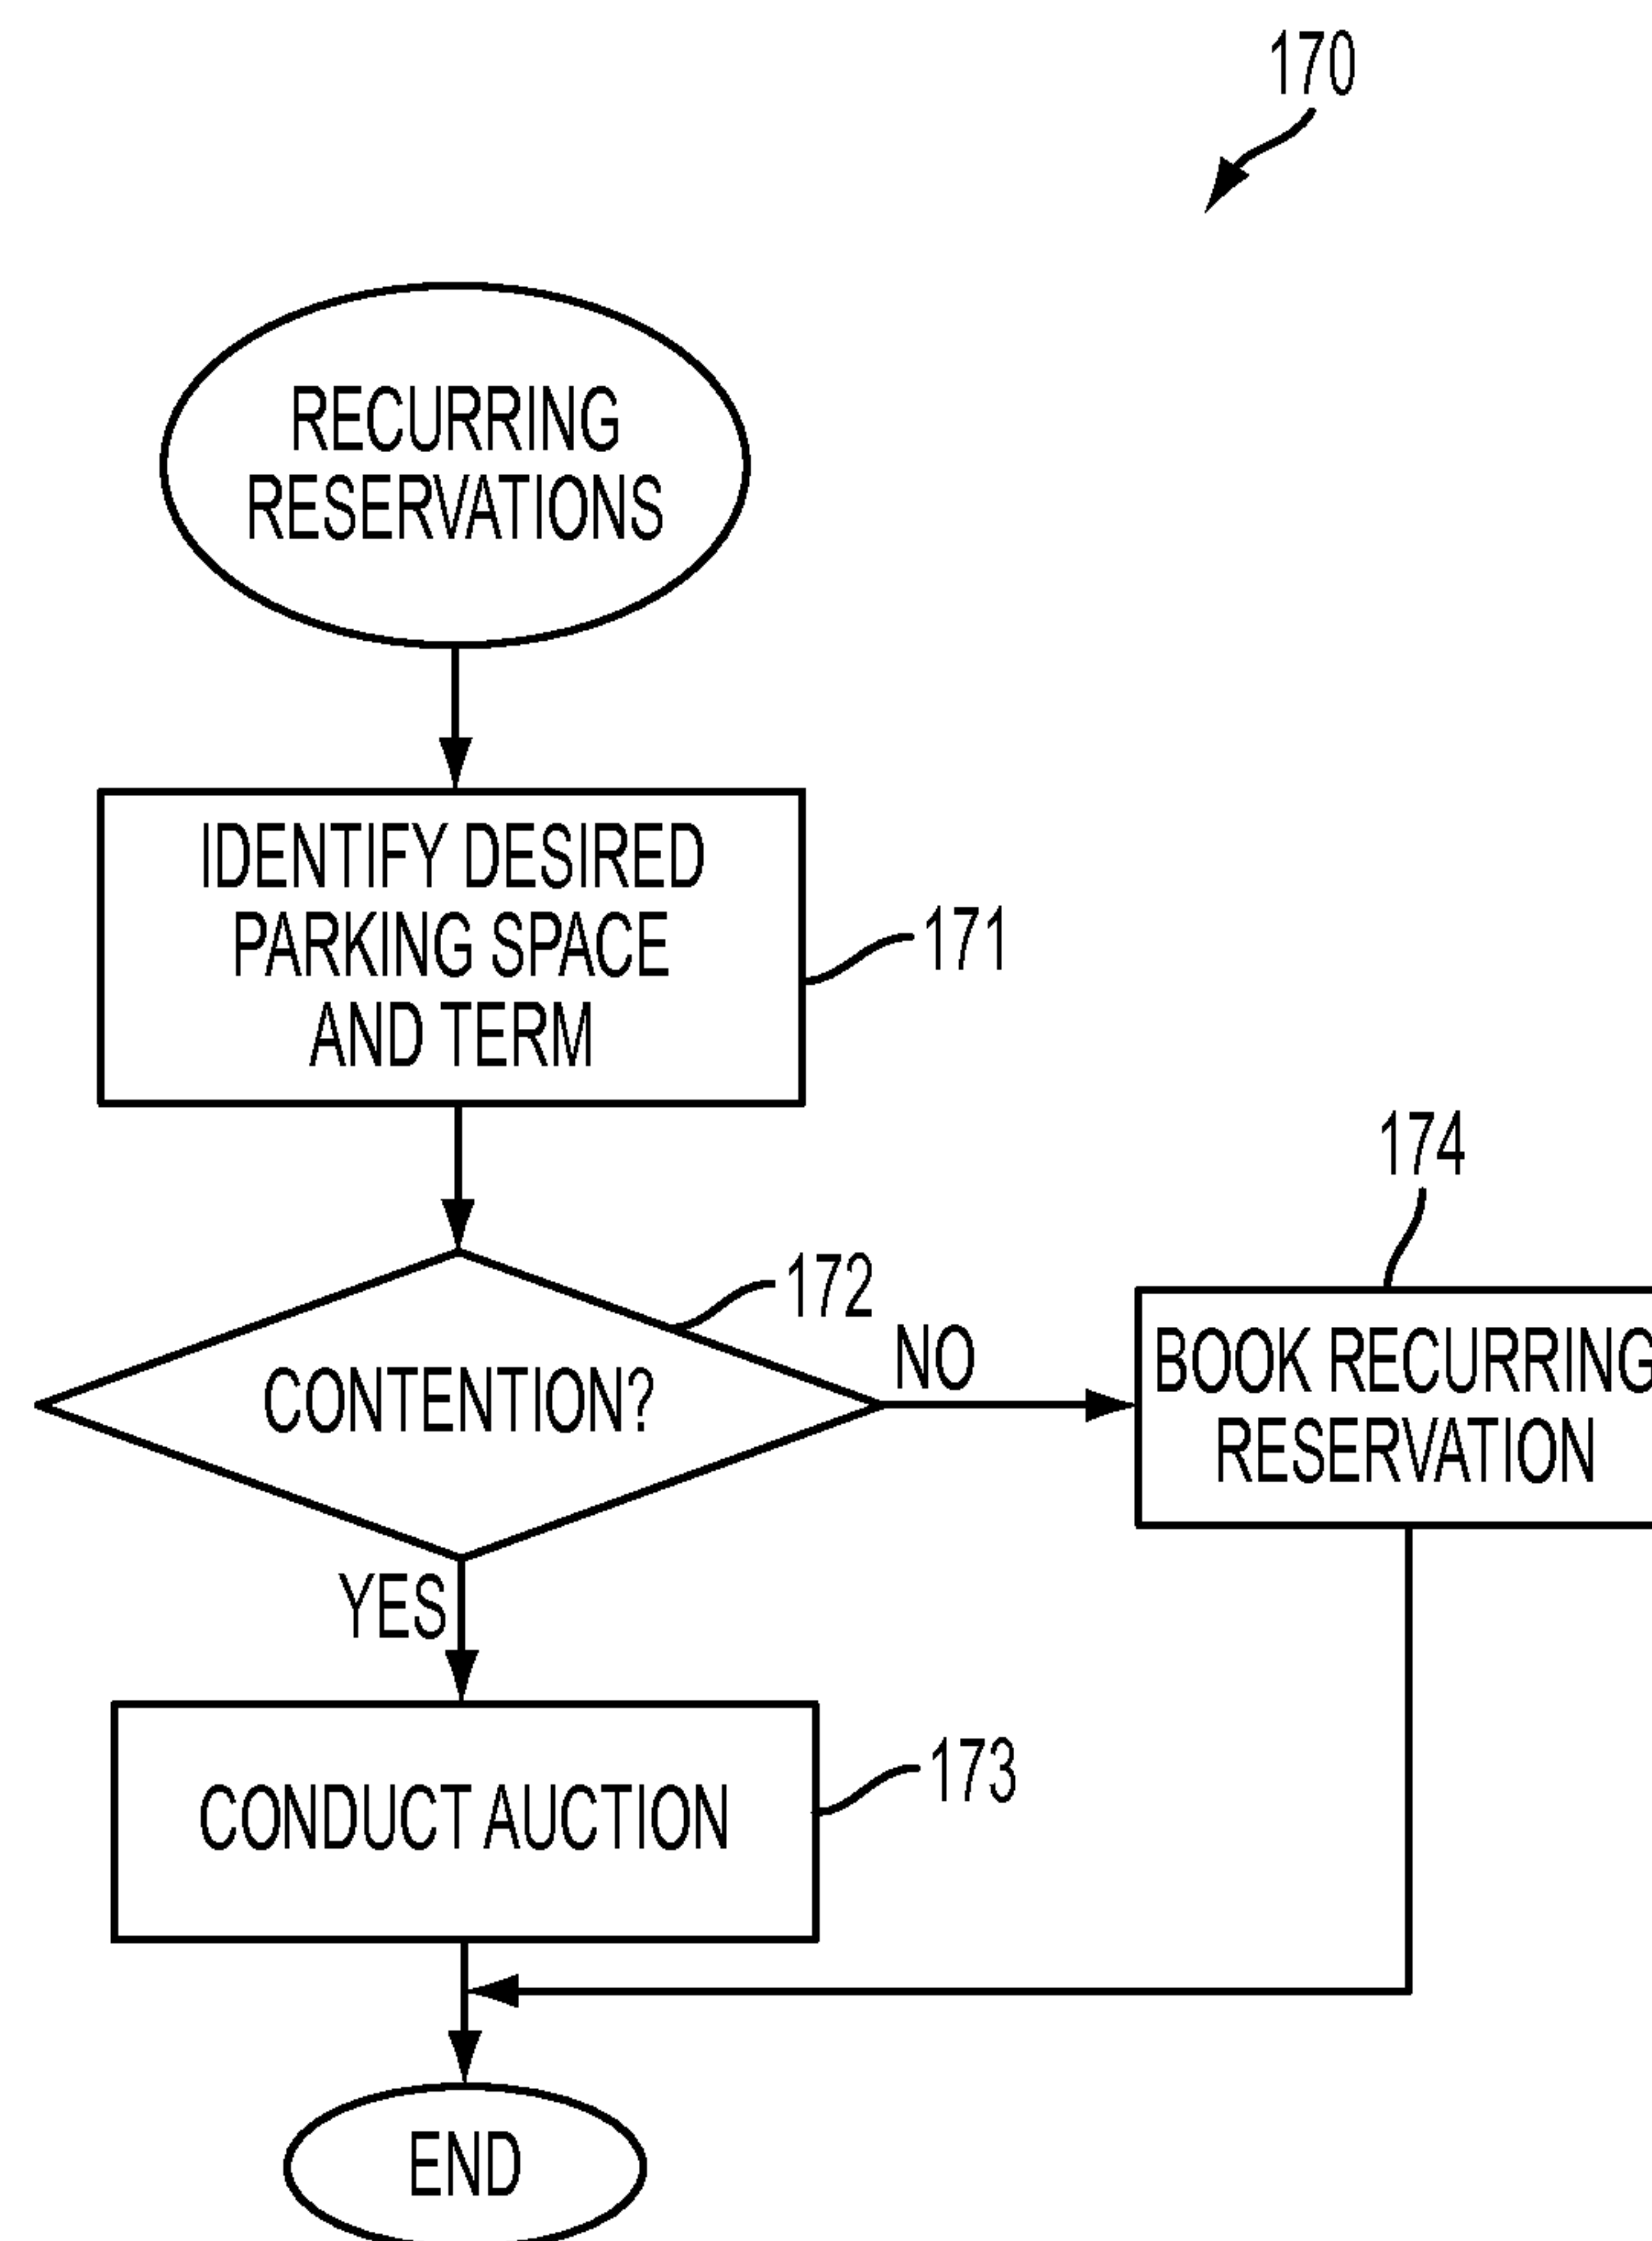 170
RECURRING
RESERVATIONS
IDENTIFY DESIRED
PARKING SPACE
AND TERM
171
CONTENTION?
172
NO
174
BOOK RECURRING
RESERVATION
YES
CONDUCT AUCTION
173
END